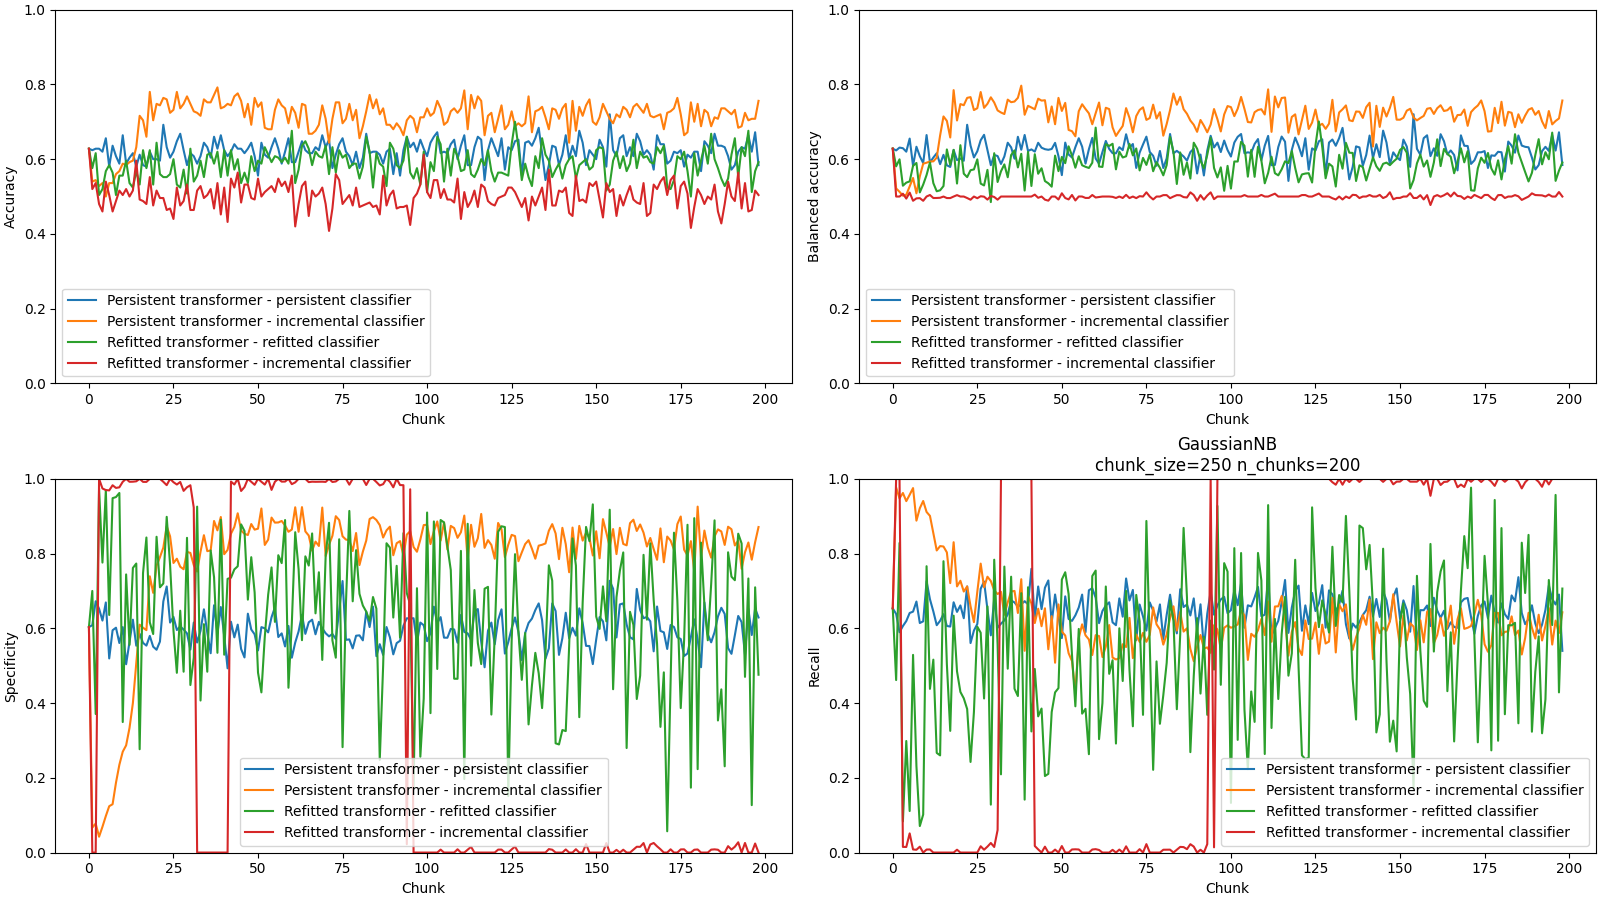 1.0
0.8
0.6
0.4
0.2
0.0
Accuracy
Persistent transformer - persistent classifier
Persistent transformer - incremental classifier
Refitted transformer - refitted classifier
Refitted transformer - incremental classifier
0 25 50 75 100 125 150 175 200
Chunk
1.0
0.8
0.6
0.4
0.2
0.0
Balanced accuracy
Persistent transformer - persistent classifier
Persistent transformer - incremental classifier
Refitted transformer - refitted classifier
Refitted transformer - incremental classifier
0 25 50 75 100 125 150 175 200
Chunk
1.0
0.8
0.6
0.4
0.2
0.0
Specificity
Persistent transformer - persistent classifier
Persistent transformer - incremental classifier
Refitted transformer - refitted classifier
Refitted transformer - incremental classifier
0 25 50 75 100 125 150 175 200
Chunk
GaussianNB
chunk_size=250 n_chunks=200
1.0
0.8
0.6
0.4
0.2
0.0
Recall
Persistent transformer - persistent classifier
Persistent transformer - incremental classifier
Refitted transformer - refitted classifier
Refitted transformer - incremental classifier
0 25 50 75 100 125 150 175 200
Chunk